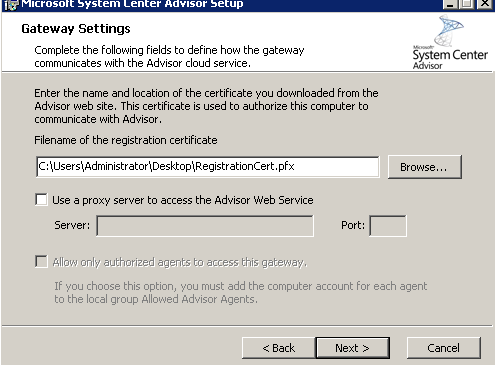 Microsoft System Center Advisor Setup
Gateway Settings
Complete the following fields to define how the gateway
communicates with the Advisor cloud service.
Microsoft
System Center
Advisor
Enter the name and location of the certificate you downloaded from the
Advisor web site. This certificate is used to authorize this computer to
communicate with Advisor.
Filename of the registration certificate
C:\Users\Administrator\Desktop\RegistrationCert.pfx
Browse...
Use a proxy server to access the Advisor Web Service
Server: Port:
Allow only authorized agents to access this gateway.
If you choose this option, you must add the computer account for each agent
to the local group Allowed Advisor Agents.
< Back Next > Cancel